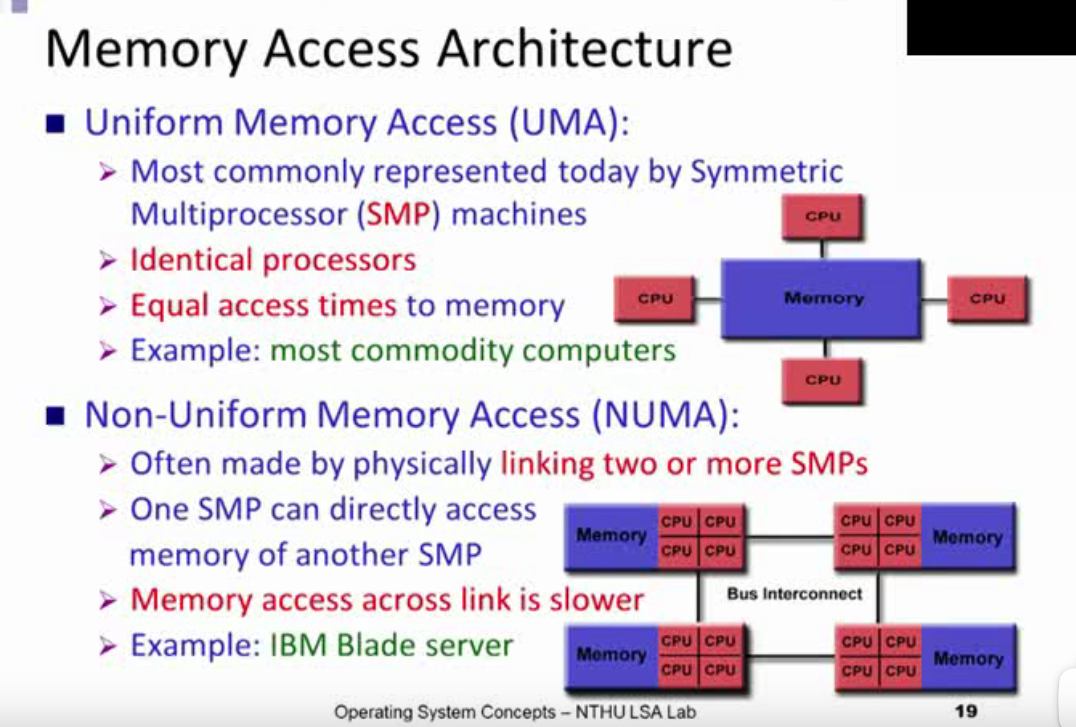 Memory Access Architecture
Uniform Memory Access (UMA):
Most commonly represented today by Symmetric
Multiprocessor (SMP) machines
Identical processors
Equal access times to memory
Example: most commodity computers
CPU
CPU
Memory
CPU
CPU
Non-Uniform Memory Access (NUMA):
Often made by physically linking two or more SMPs
One SMP can directly access
memory of another SMP
Memory access across link is slower
Example: IBM Blade server
Memory CPU CPU
CPU CPU
CPU CPU Memory
CPU CPU
Bus Interconnect
Memory CPU CPU
CPU CPU
CPU CPU Memory
CPU CPU
Operating System Concepts – NTHU LSA Lab
19